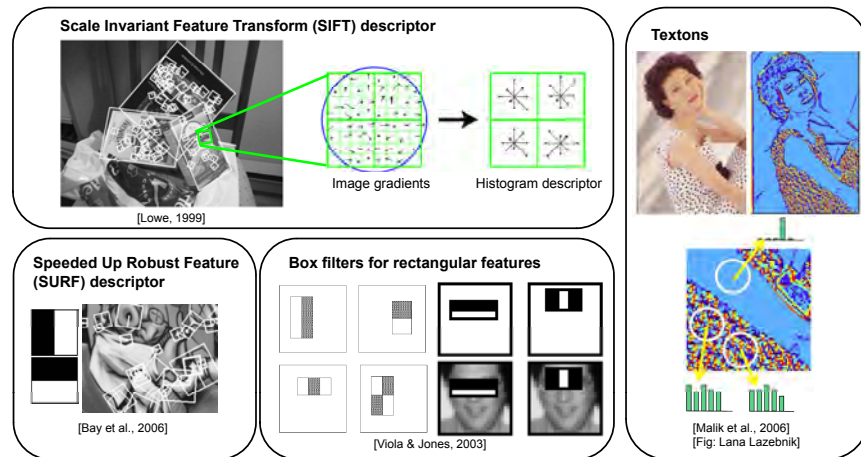 Scale Invariant Feature Transform (SIFT) descriptor
Image gradients
Histogram descriptor
[Lowe, 1999]
Speeded Up Robust Feature
(SURF) descriptor
[Bay et al., 2006]
Box filters for rectangular features
[Viola & Jones, 2003]
Textons
[Malik et al., 2006]
[Fig: Lana Lazebnik]